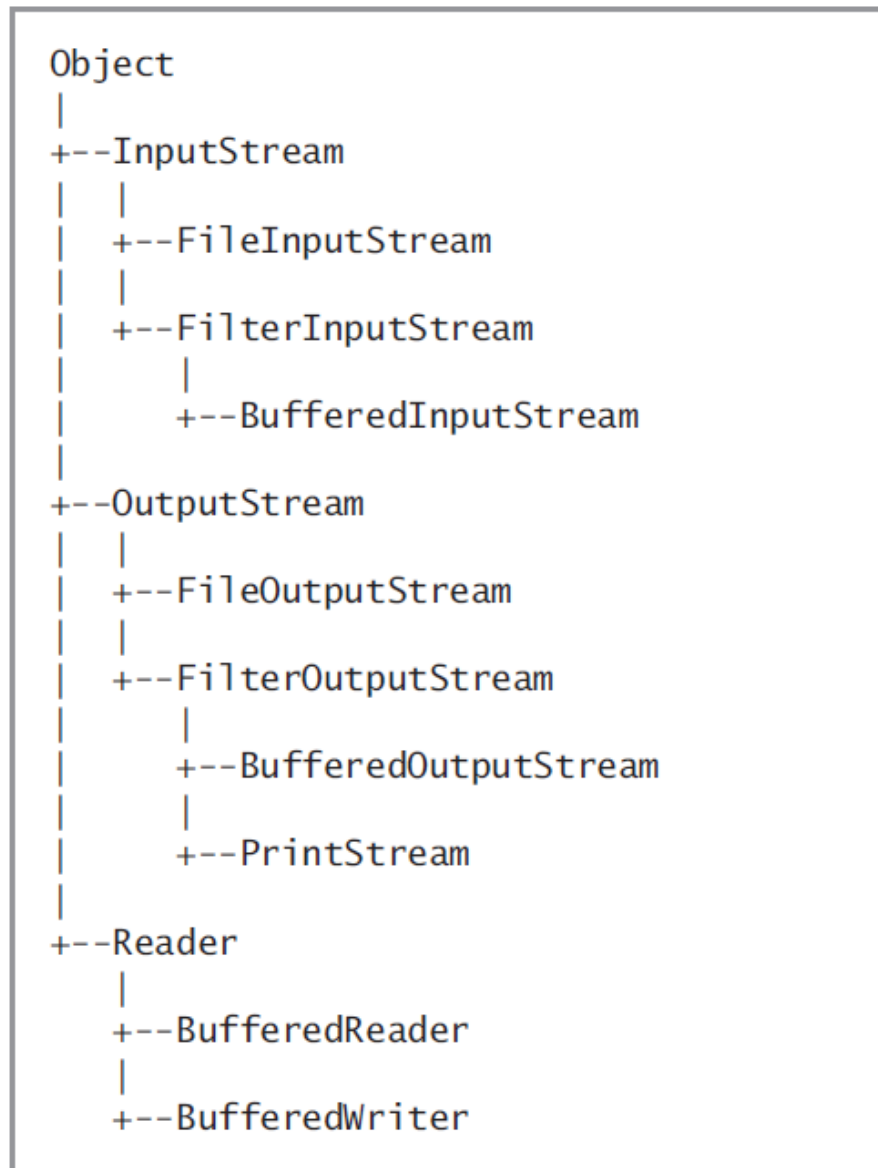 Object
|
+--InputStream
|  |
|  +--FileInputStream
|  |
|  +--FilterInputStream
|     |
|     +--BufferedInputStream
|
+--OutputStream
|  |
|  +--FileOutputStream
|  |
|  +--FilterOutputStream
|     |
|     +--BufferedOutputStream
|     |
|     +--PrintStream
|
+--Reader
   |
   +--BufferedReader
   |
   +--BufferedWriter